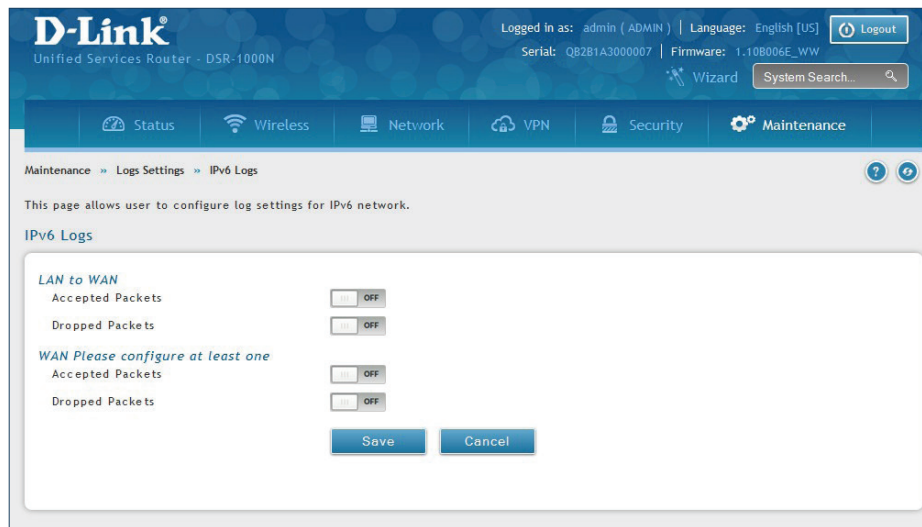 D-Link®
Unified Services Router - DSR-1000N
Logged in as: admin ( ADMIN ) | Language: English [US]
Logout
Serial: QB2B1A3000007 | Firmware: 1.10B006E_WW
Wizard
System Search...
Status
Wireless
Network
VPN
Security
Maintenance
Maintenance » Logs Settings » IPv6 Logs
?
This page allows user to configure log settings for IPv6 network.
IPv6 Logs
LAN to WAN
Accepted Packets OFF
Dropped Packets OFF
WAN Please configure at least one
Accepted Packets OFF
Dropped Packets OFF
Save Cancel